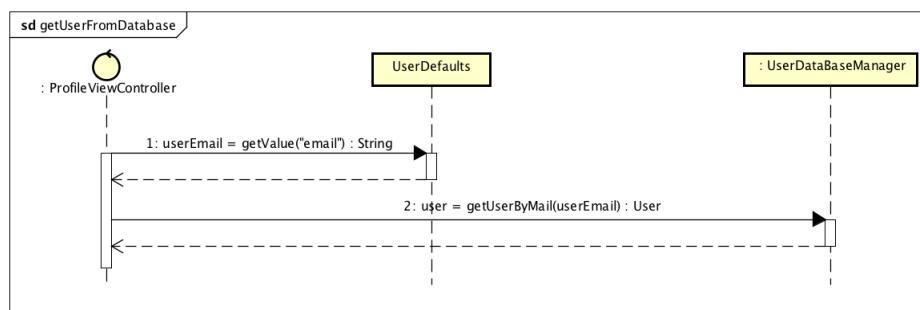 sd getUserFromDatabase
: ProfileViewController
UserDefaults
: UserDataBaseManager
1: userEmail = getValue("email") : String
2: user = getUserByMail(userEmail) : User